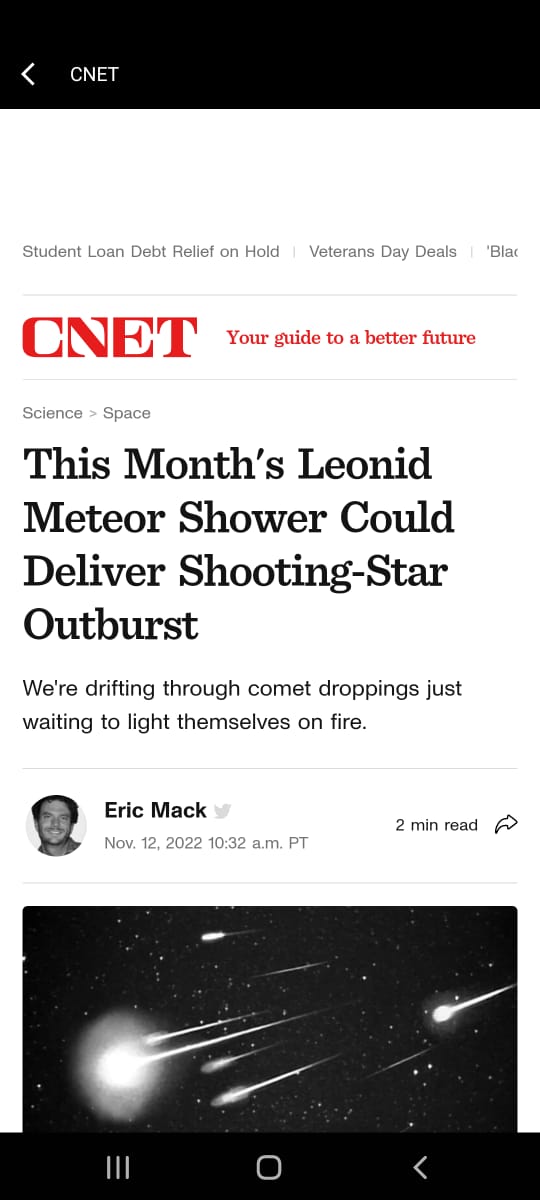 CNET
Student Loan Debt Relief on Hold | Veterans Day Deals | 'Blac
CNET Your guide to a better future
Science > Space
This Month's Leonid
Meteor Shower Could
Deliver Shooting-Star
Outburst
We're drifting through comet droppings just
waiting to light themselves on fire.
Eric Mack
Nov. 12, 2022 10:32 a.m. PT
2 min read